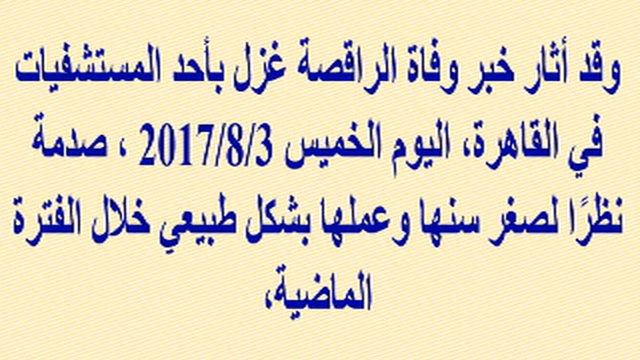 وقد أثار خبر وفاة الراقصة غزل بأحد المستشفيات
في القاهرة، اليوم الخميس 2017/8/3 ، صدمة
نظرًا لصغر سنها وعملها بشكل طبيعي خلال الفترة
الماضية،